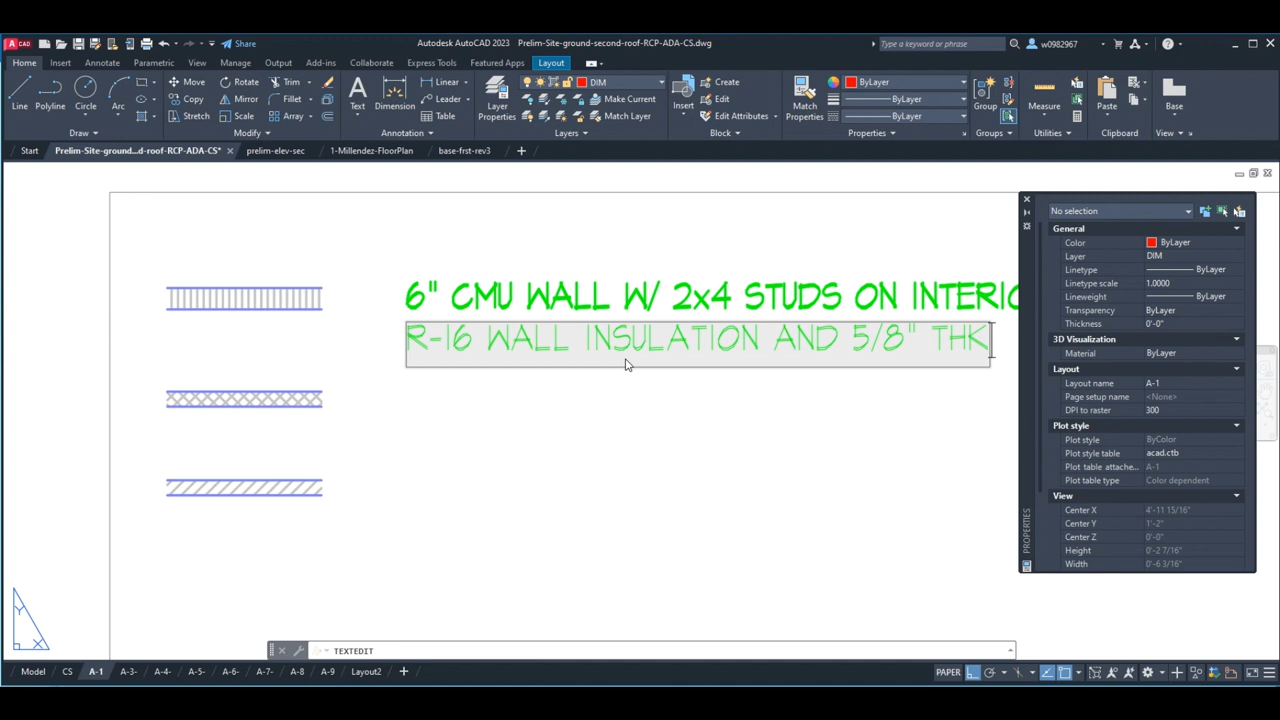 Share
Autodesk AutoCAD 2023 Prelim-Site-ground-second-roof-RCP-ADA-CS.dwg
Type a keyword or phrase
w0982967
Home Insert Annotate Parametric View Manage Output Add-ins Collaborate Express Tools Featured Apps Layout
Line Polyline Circle Arc
Move Rotate Trim
Copy Mirror Fillet
Stretch Scale Array
Text Dimension
Linear
Leader
Table
Layer Properties
DIM
Make Current
Match Layer
Insert
Create
Edit
Edit Attributes
Match Properties
ByLayer
ByLayer
ByLayer
Group Measure Paste Base
Draw Modify Annotation Layers Block Properties Groups Utilities Clipboard View
Start Prelim-Site-ground...d-roof-RCP-ADA-CS* prelim-elev-sec 1-Millendez-FloorPlan base-frst-rev3
6" CMU WALL W/ 2x4 STUDS ON INTERIO
R-16 WALL INSULATION AND 5/8" THK
No selection
General
Color ByLayer
Layer DIM
Linetype ByLayer
Linetype scale 1.0000
Lineweight ByLayer
Transparency ByLayer
Thickness 0'-0"
3D Visualization
Material ByLayer
Layout
Layout name A-1
Page setup name <None>
DPI to raster 300
Plot style
Plot style ByColor
Plot style table acad.ctb
Plot table attache... A-1
Plot table type Color dependent
View
Center X 4'-11 15/16"
Center Y 1'-2"
Center Z 0'-0"
Height 0'-2 7/16"
Width 0'-6 3/16"
PROPERTIES
Y
X
TEXTEDIT
Model CS A-1 A-3- A-4- A-5- A-6- A-7- A-8 A-9 Layout2
PAPER